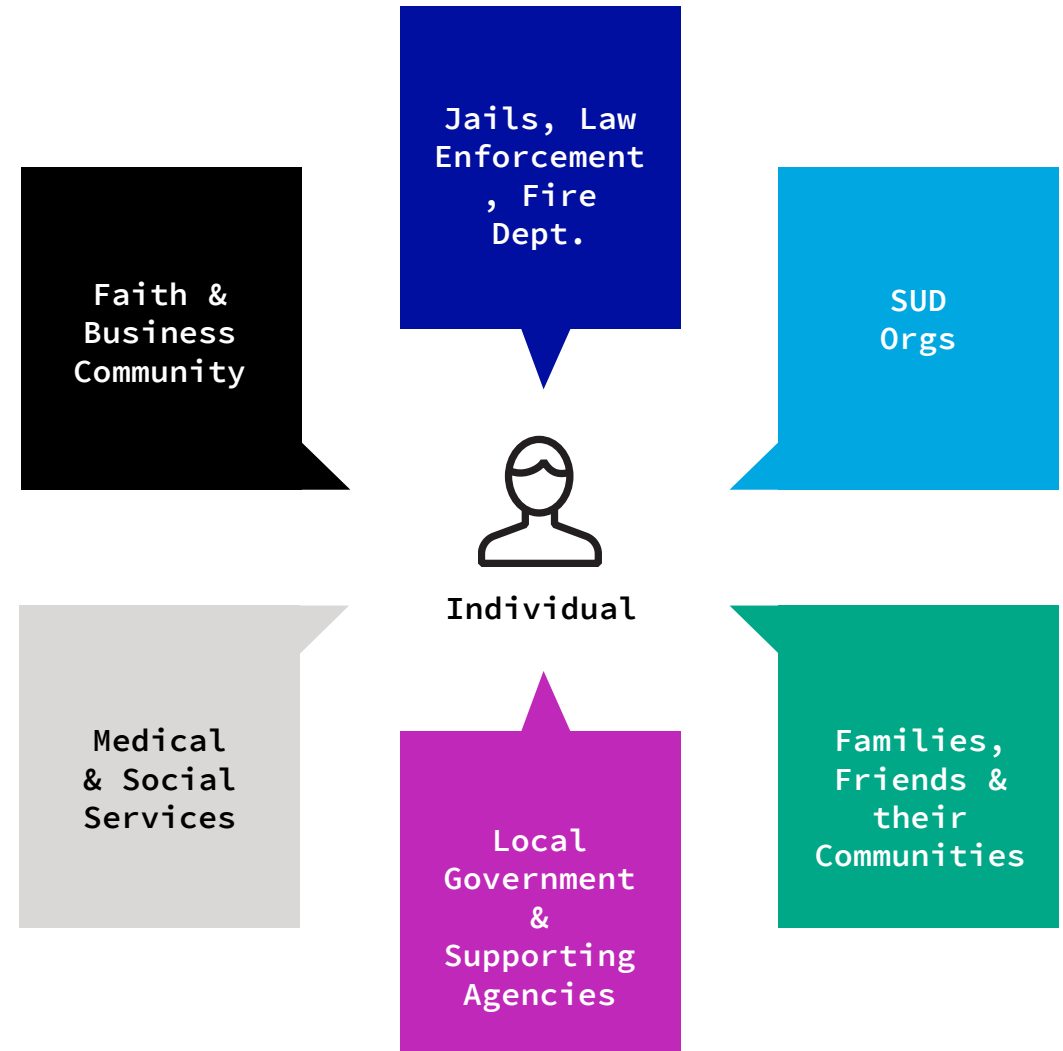 Jails, Law
Enforcement
, Fire
Dept.
Faith &
Business
Community
SUD
Orgs
Individual
Medical
& Social
Services
Local
Government
&
Supporting
Agencies
Families,
Friends &
their
Communities